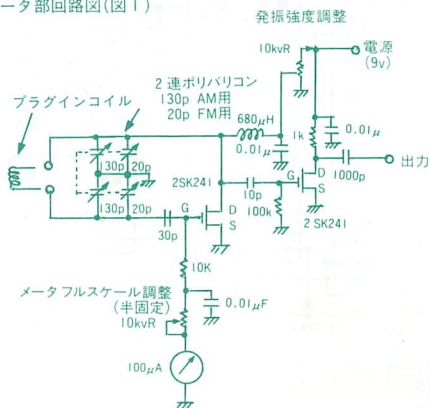 ータ部回路図(図1)
発振強度調整
10kvR
電源
(9v)
2連ポリバリコン
130p AM用
20p FM用
プラグインコイル
680μH
0.01μ
1k
0.01μ
130p
20p
出力
2SK241
D
G
S
10p
1000p
130p
20p
G
D
S
100k
2SK241
30p
10K
メータフルスケール調整
(半固定)
10kvR
0.01μF
100μA